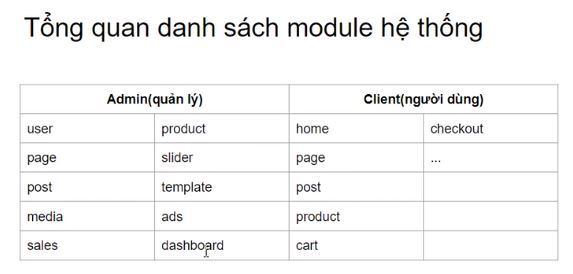 Tổng quan danh sách module hệ thống
Admin(quản lý) Client(người dùng)
user product home checkout
page slider page ...
post template post
media ads product
sales dashboard cart